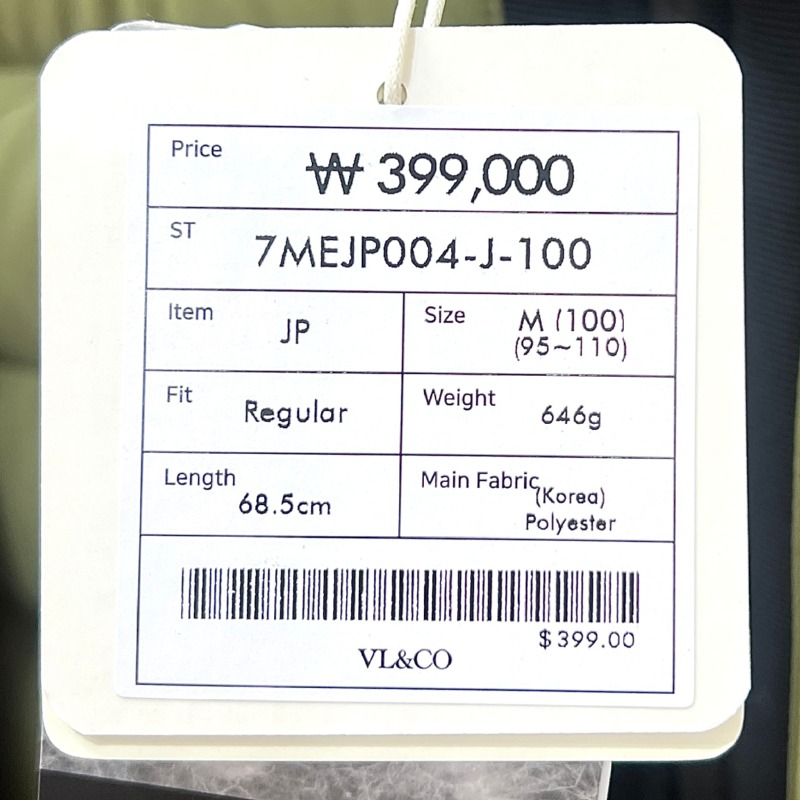 Price
₩ 399,000
ST
7MEJP004-J-100
Item
JP
Size
M (100)
(95~110)
Fit
Regular
Weight
646g
Length
68.5cm
Main Fabric
(Korea)
Polyester
$399.00
VL&CO